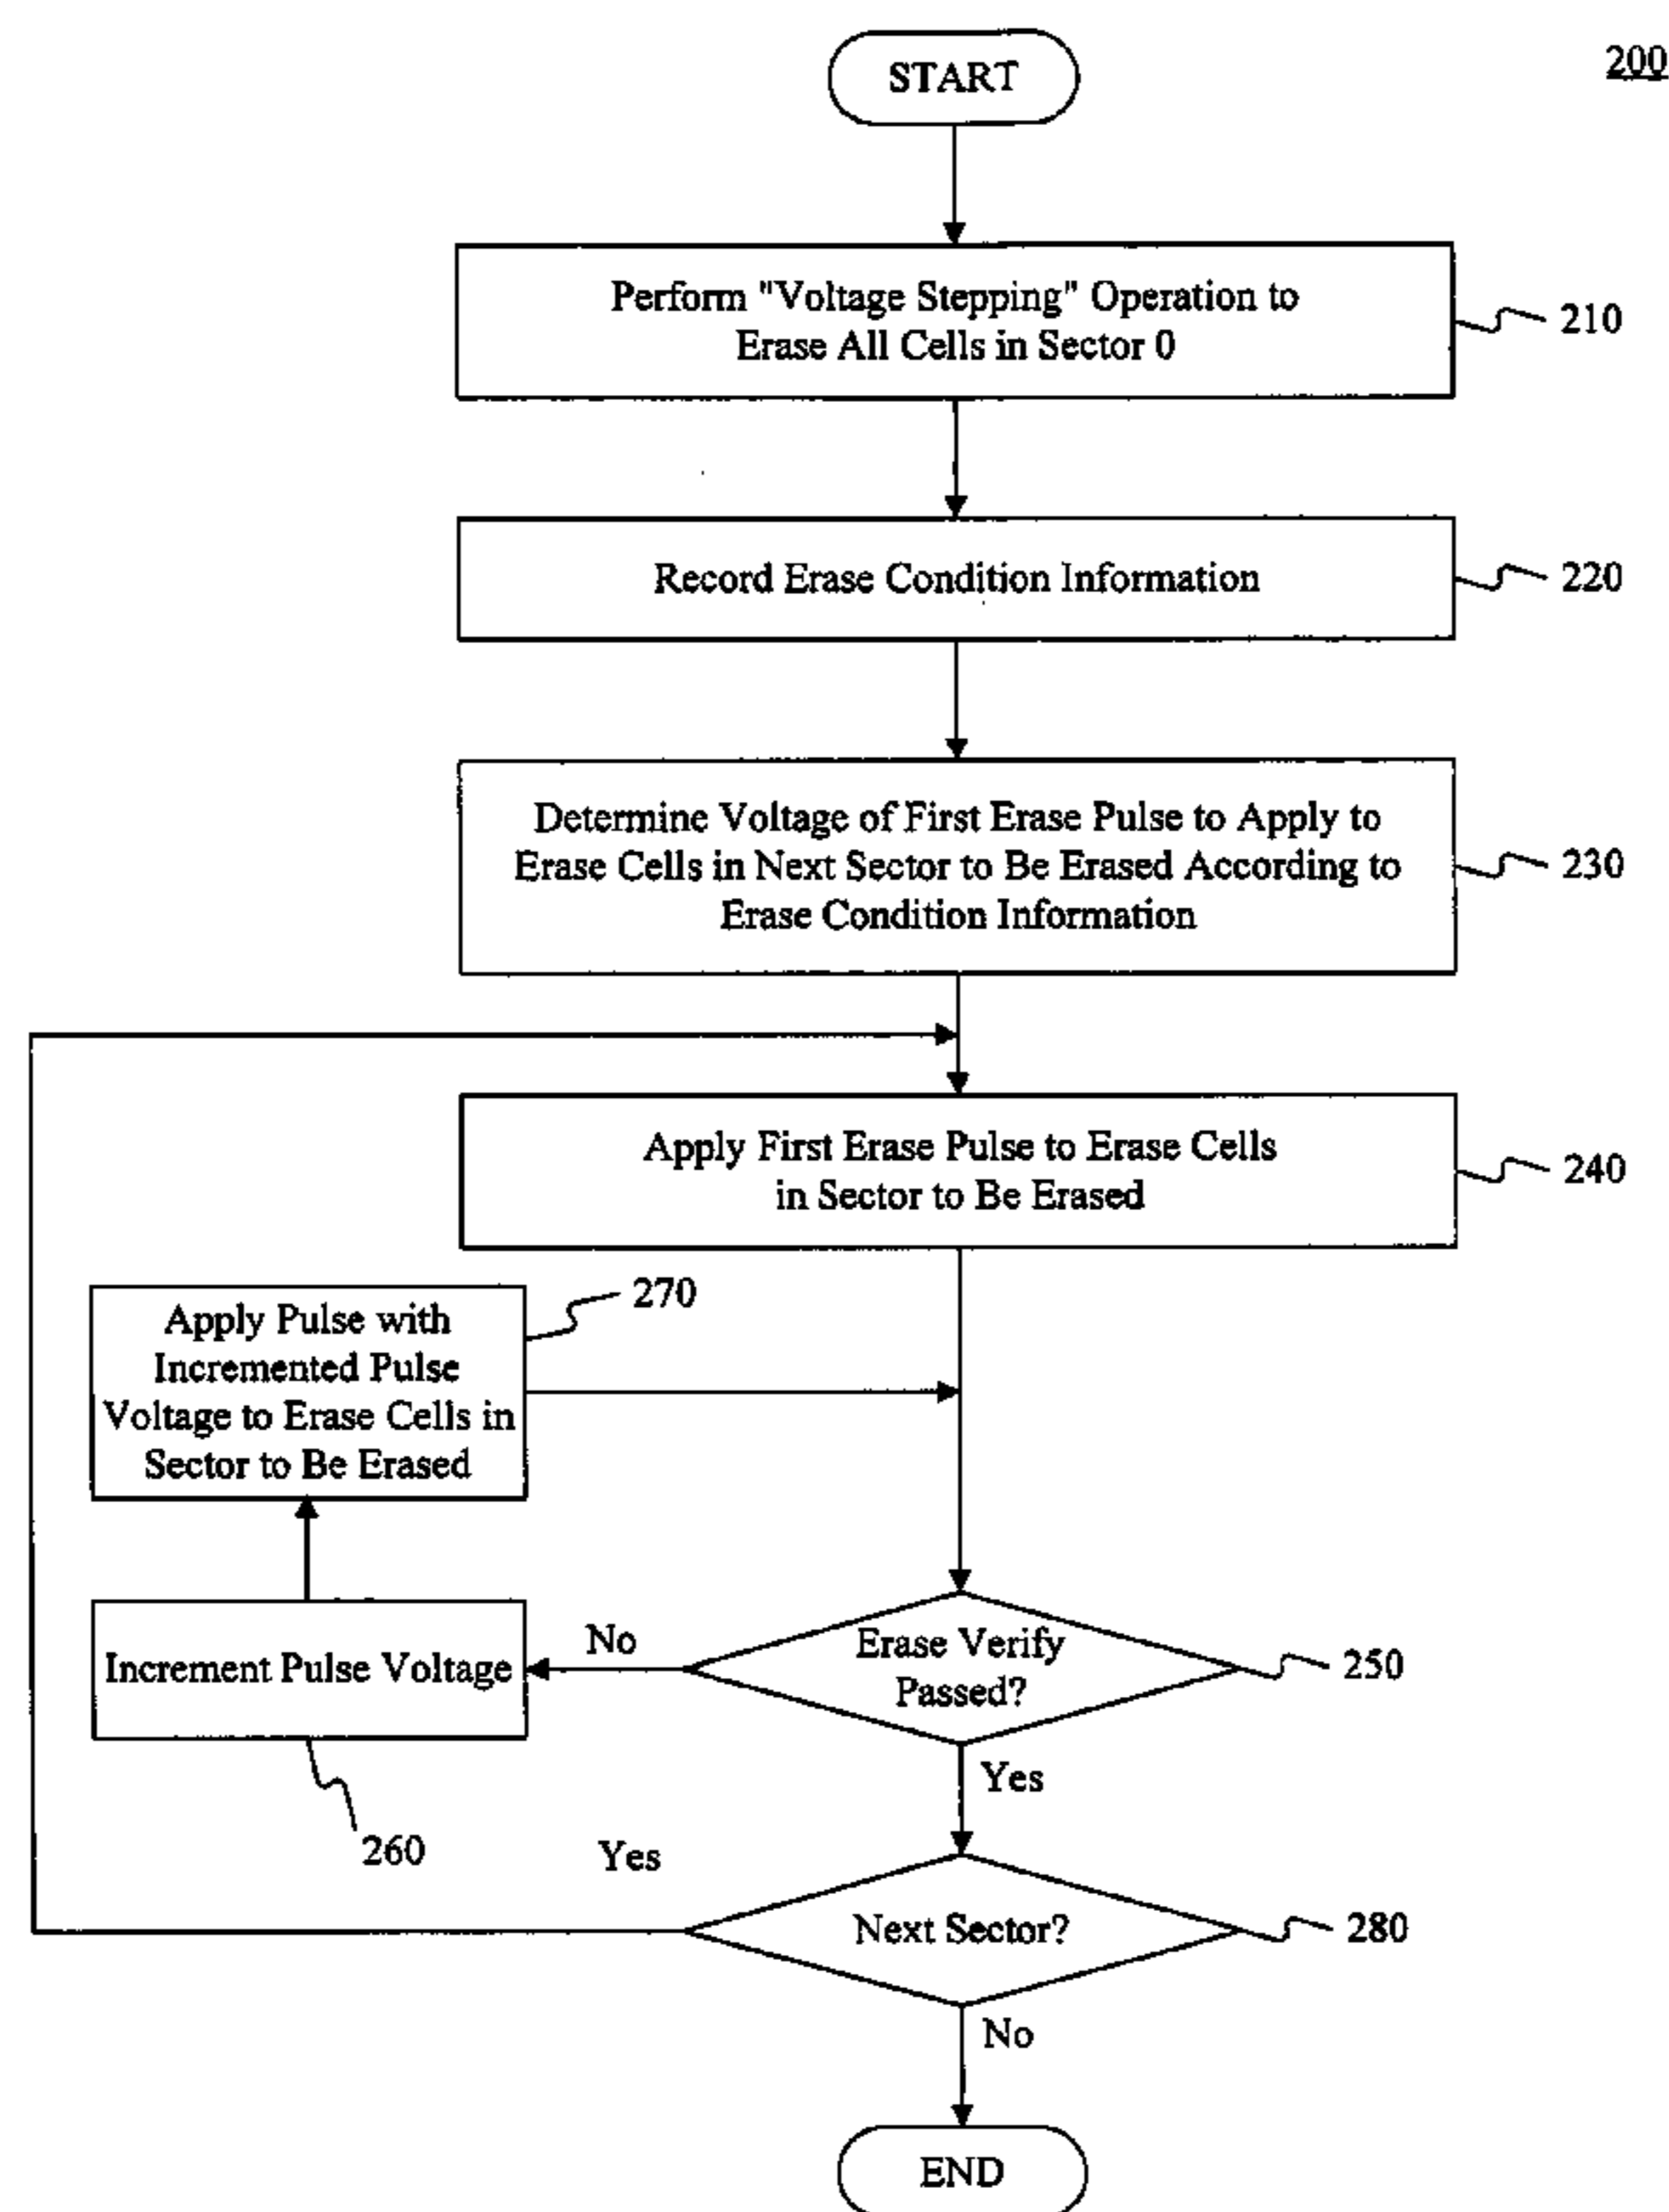 200
START
Perform "Voltage Stepping" Operation to
Erase All Cells in Sector 0
210
Record Erase Condition Information
220
Determine Voltage of First Erase Pulse to Apply to
Erase Cells in Next Sector to Be Erased According to
Erase Condition Information
230
Apply First Erase Pulse to Erase Cells
in Sector to Be Erased
240
Apply Pulse with
Incremented Pulse
Voltage to Erase Cells in
Sector to Be Erased
270
Increment Pulse Voltage
260
No
Erase Verify
Passed?
250
Yes
Yes
Next Sector?
280
No
END